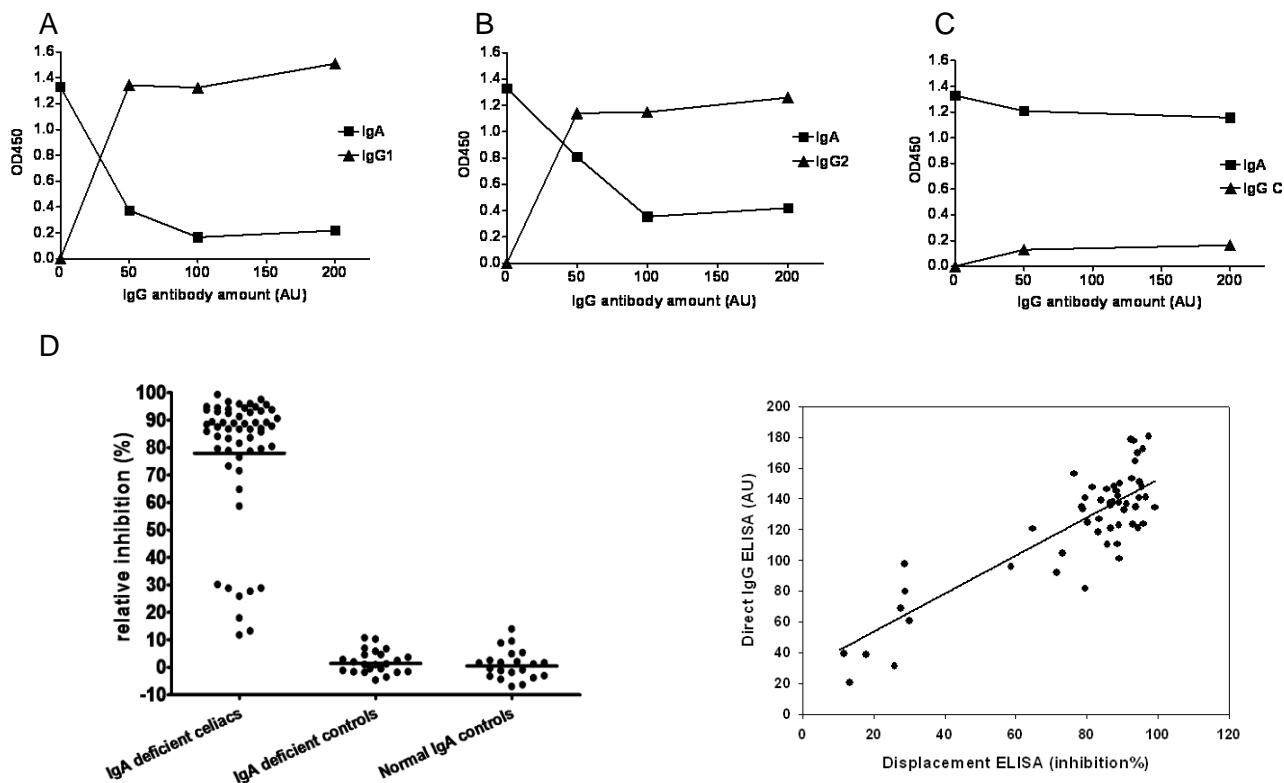 A
1.6
1.4
1.2
1.0
0.8
0.6
0.4
0.2
0.0
OD450
0 50 100 150 200
IgG antibody amount (AU)
IgA
IgG1
B
1.6
1.4
1.2
1.0
0.8
0.6
0.4
0.2
0.0
OD450
0 50 100 150 200
IgG antibody amount (AU)
IgA
IgG2
C
1.6
1.4
1.2
1.0
0.8
0.6
0.4
0.2
0.0
OD450
0 50 100 150 200
IgG antibody amount (AU)
IgA
IgG C
D
100
90
80
70
60
50
40
30
20
10
0
-10
relative inhibition (%)
IgA deficient celiacs
IgA deficient controls
Normal IgA controls
200
180
160
140
120
100
80
60
40
20
0
Direct IgG ELISA (AU)
0 20 40 60 80 100 120
Displacement ELISA (inhibition%)